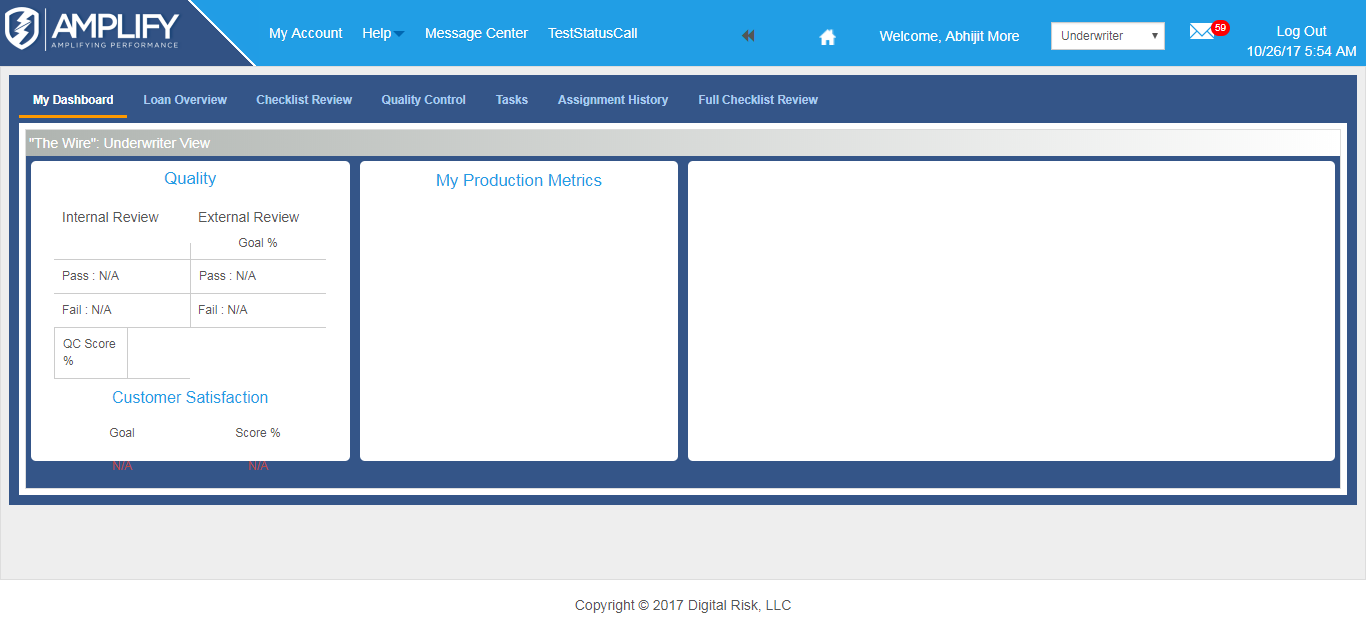 AMPLIFY
AMPLIFYING PERFORMANCE
My Account Help Message Center TestStatusCall
Welcome, Abhijit More
Underwriter
59
Log Out
10/26/17 5:54 AM
My Dashboard Loan Overview Checklist Review Quality Control Tasks Assignment History Full Checklist Review
"The Wire": Underwriter View
Quality
Internal Review External Review
Goal %
Pass : N/A Pass : N/A
Fail : N/A Fail : N/A
QC Score
%
Customer Satisfaction
Goal Score %
N/A N/A
My Production Metrics
Copyright © 2017 Digital Risk, LLC